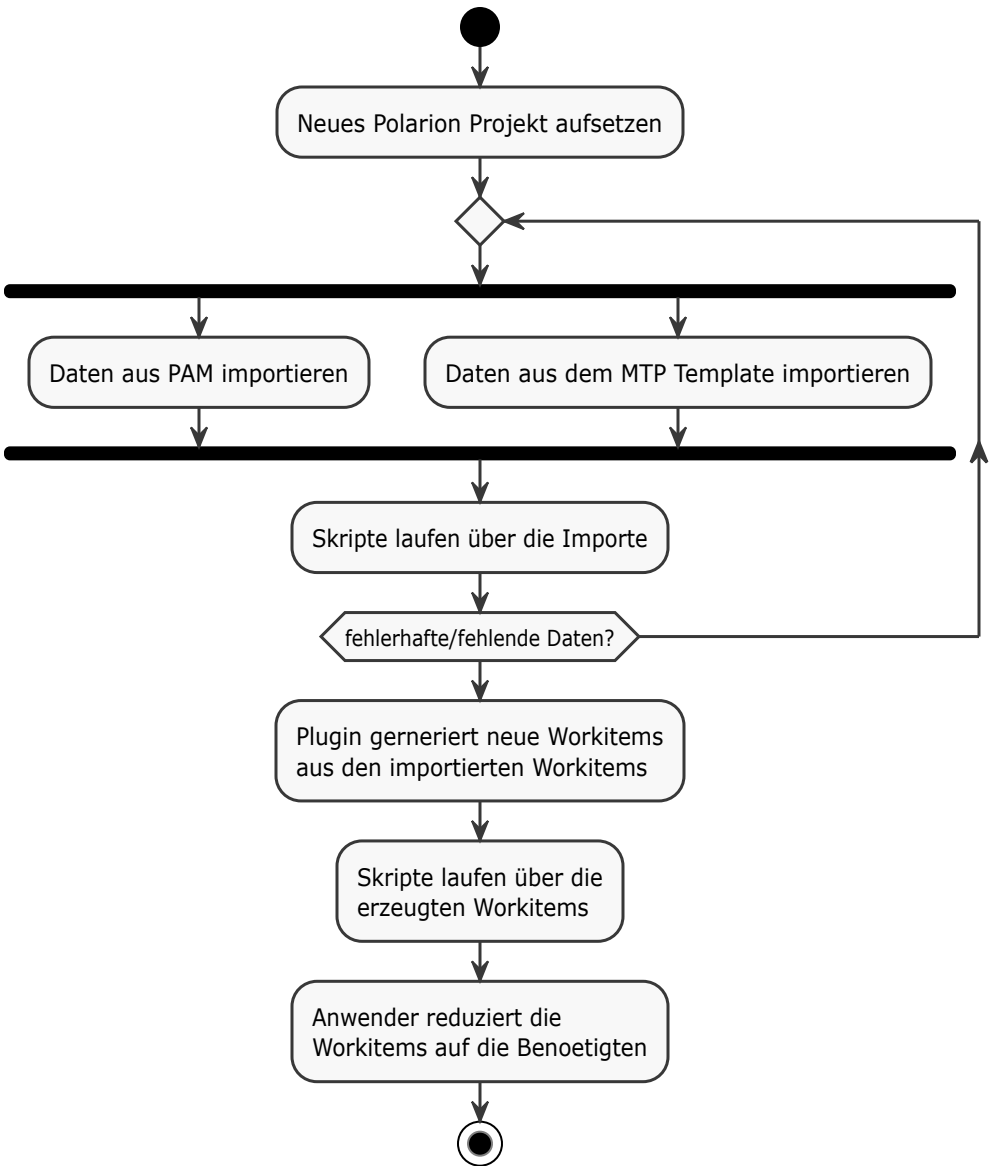 Neues Polarion Projekt aufsetzen
Daten aus PAM importieren
Daten aus dem MTP Template importieren
Skripte laufen über die Importe
fehlerhafte/fehlende Daten?
Plugin gerneriert neue Workitems
aus den importierten Workitems
Skripte laufen über die
erzeugten Workitems
Anwender reduziert die
Workitems auf die Benoetigten